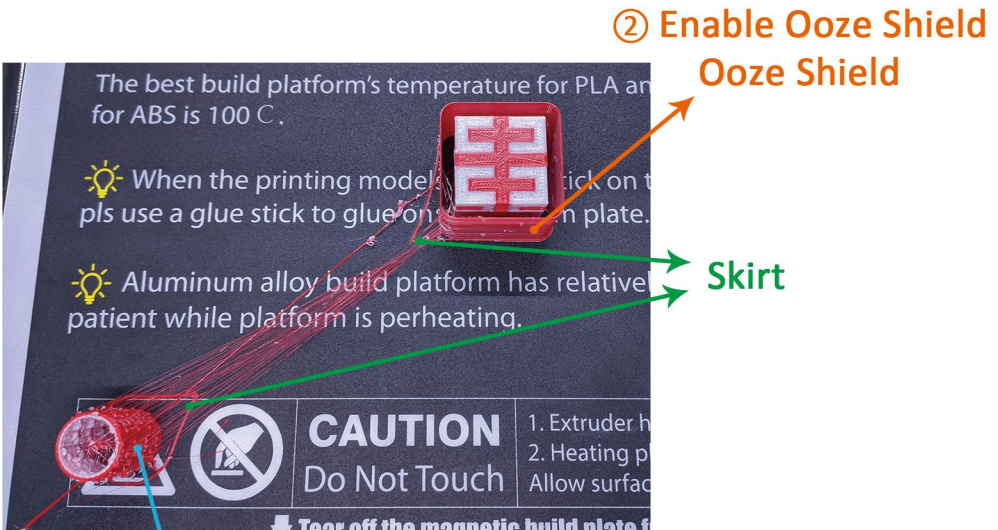 ② Enable Ooze Shield
Ooze Shield
The best build platform's temperature for PLA an
for ABS is 100 C.
When the printing model tick on t
pls use a glue stick to glue on n plate.
Skirt
Aluminum alloy build platform has relativel
patient while platform is perheating.
CAUTION
Do Not Touch
1. Extruder h
2. Heating pl
Allow surfac
Tear off the magnetic build plate f